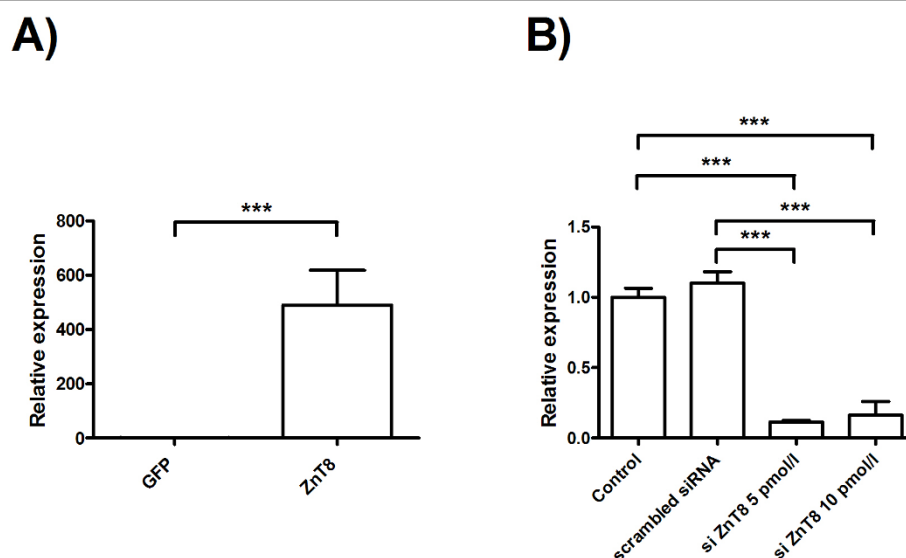 A)
B)
***
***
***
***
***
Relative expression
800
600
400
200
0
GFP
ZnT8
Relative expression
1.5
1.0
0.5
0.0
Control
scrambled siRNA
si ZnT8 5 pmol/l
si ZnT8 10 pmol/l